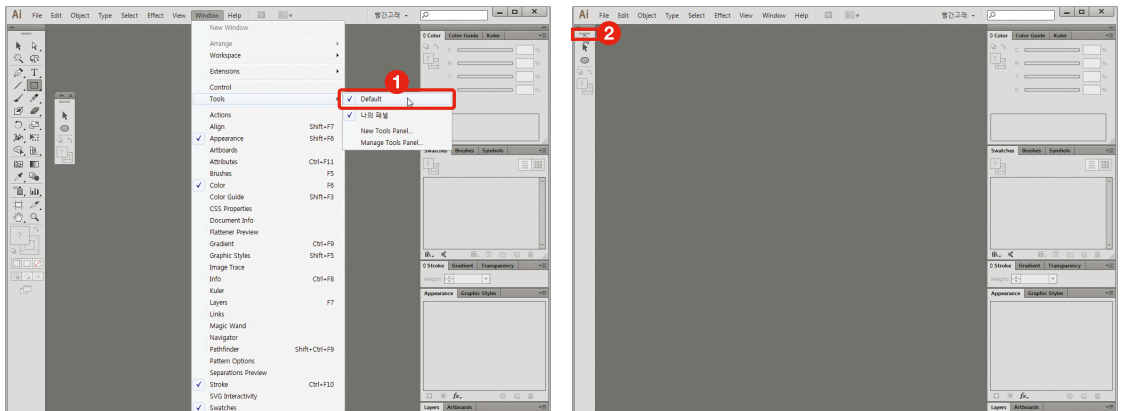 Ai File Edit Object Type Select Effect View Window Help 빨간고래
New Window
Arrange
Workspace
Extensions
Control
Tools
1
Default
나의 패널
New Tools Panel...
Manage Tools Panel...
Actions
Align Shift+F7
Appearance Shift+F6
Artboards
Attributes Ctrl+F11
Brushes F5
Color F6
Color Guide Shift+F3
CSS Properties
Document Info
Flattener Preview
Gradient Ctrl+F9
Graphic Styles Shift+F5
Image Trace
Info Ctrl+F8
Kuler
Layers F7
Links
Magic Wand
Navigator
Pathfinder Shift+Ctrl+F9
Pattern Options
Separations Preview
Stroke Ctrl+F10
SVG Interactivity
Swatches
Color Color Guide Kuler
Swatches Brushes Symbols
Stroke Gradient Transparency
Weight:
Appearance Graphic Styles
fx.
Layers Artboards
Ai File Edit Object Type Select Effect View Window Help 빨간고래
2
Color Color Guide Kuler
C %
M %
Y %
K %
Swatches Brushes Symbols
Stroke Gradient Transparency
Weight:
Appearance Graphic Styles
fx.
Layers Artboards